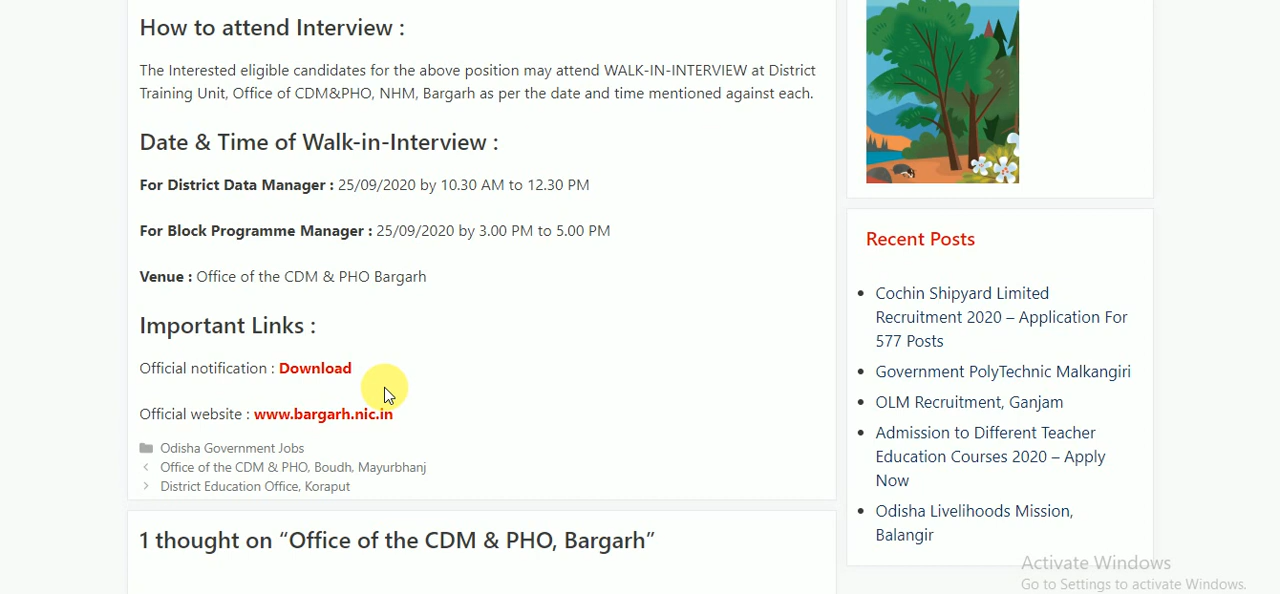 How to attend Interview :
The Interested eligible candidates for the above position may attend WALK-IN-INTERVIEW at District
Training Unit, Office of CDM&PHO, NHM, Bargarh as per the date and time mentioned against each.
Date & Time of Walk-in-Interview :
For District Data Manager : 25/09/2020 by 10.30 AM to 12.30 PM
For Block Programme Manager : 25/09/2020 by 3.00 PM to 5.00 PM
Venue : Office of the CDM & PHO Bargarh
Important Links :
Official notification : Download
Official website : www.bargarh.nic.in
Odisha Government Jobs
Office of the CDM & PHO, Boudh, Mayurbhanj
District Education Office, Koraput
1 thought on “Office of the CDM & PHO, Bargarh”
Recent Posts
Cochin Shipyard Limited
Recruitment 2020 – Application For
577 Posts
Government PolyTechnic Malkangiri
OLM Recruitment, Ganjam
Admission to Different Teacher
Education Courses 2020 – Apply
Now
Odisha Livelihoods Mission,
Balangir
Activate Windows
Go to Settings to activate Windows.